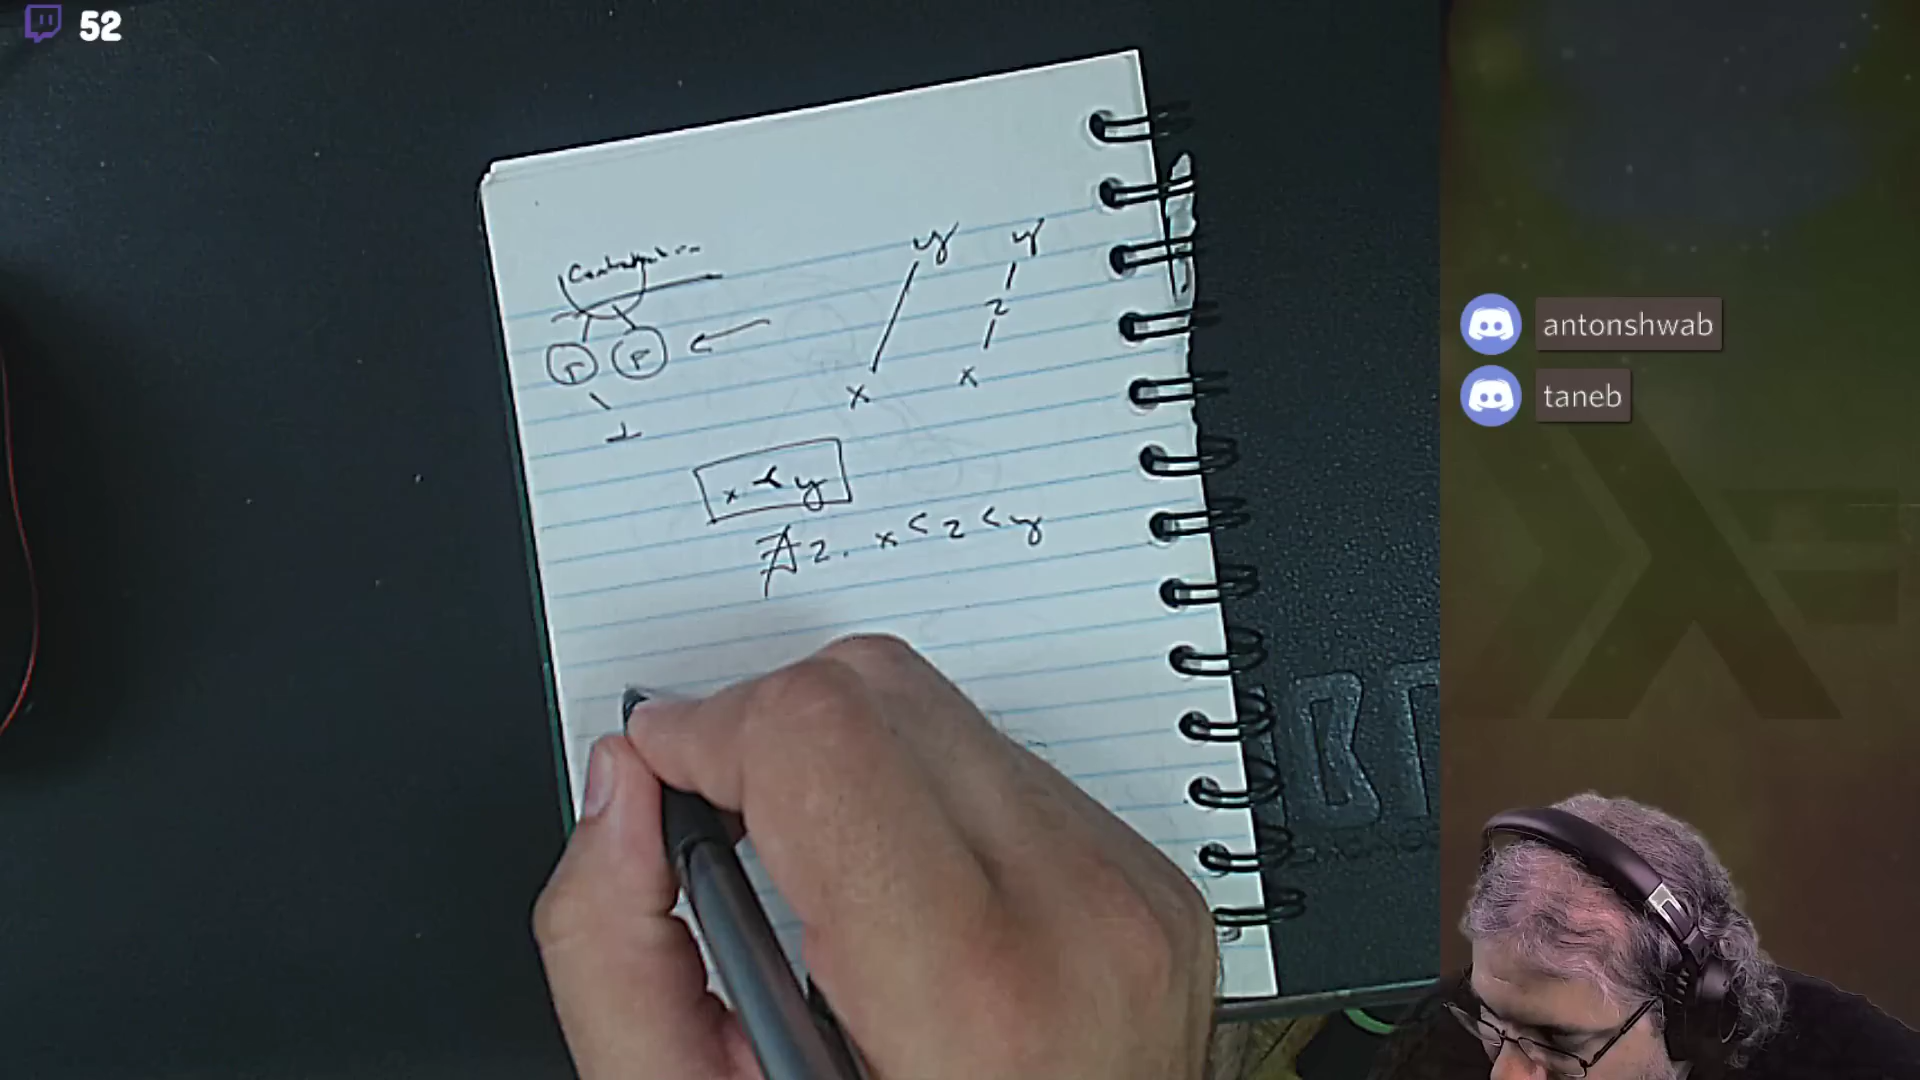 52
y y
z
x x
P P
⊥
x ⋖ y
∄z. x < z < y
antonshwab
taneb